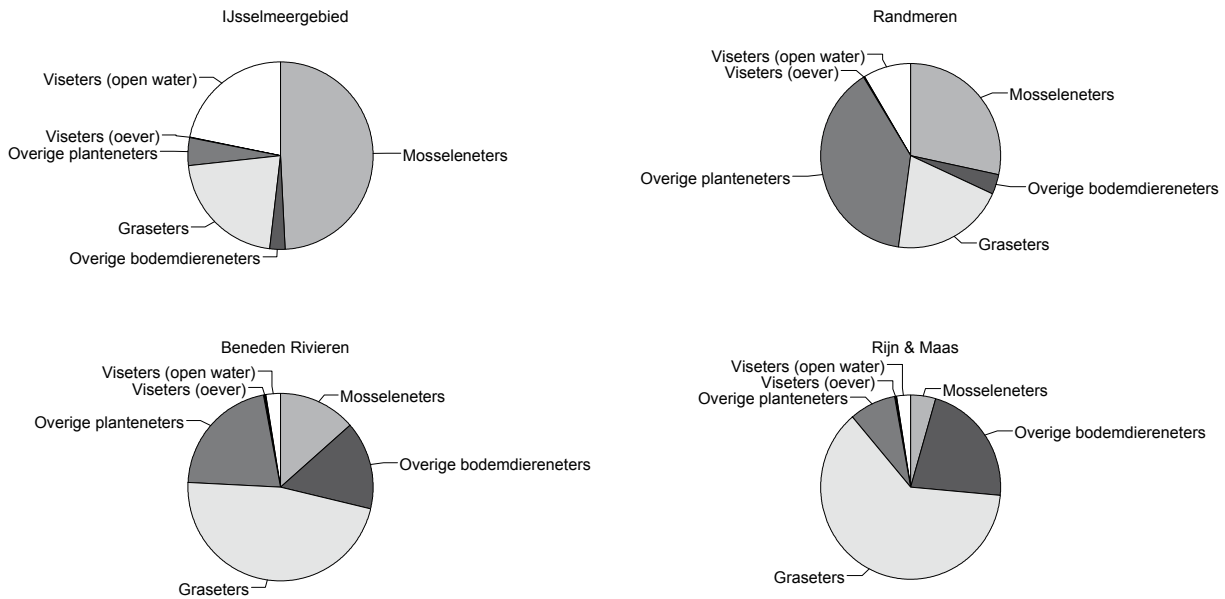 IJsselmeergebied
Viseters (open water)
Viseters (oever)
Overige planteneters
Graseters
Overige bodemdiereneters
Mosseleneters
Randmeren
Viseters (open water)
Viseters (oever)
Mosseleneters
Overige planteneters
Overige bodemdiereneters
Graseters
Beneden Rivieren
Viseters (open water)
Viseters (oever)
Mosseleneters
Overige planteneters
Overige bodemdiereneters
Graseters
Rijn & Maas
Viseters (open water)
Viseters (oever)
Overige planteneters
Mosseleneters
Overige bodemdiereneters
Graseters